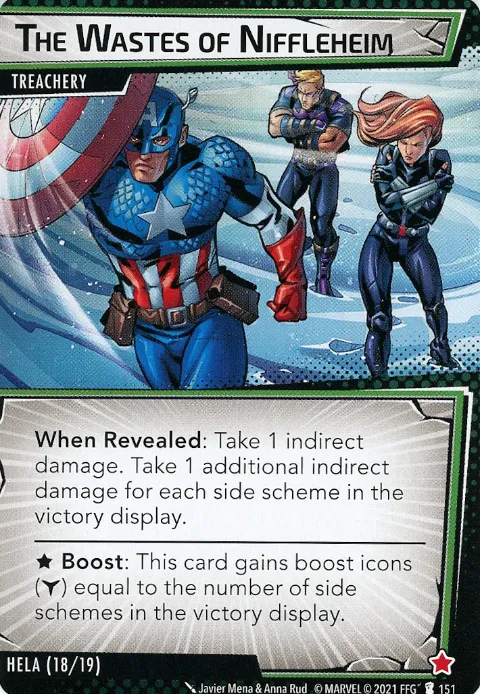 THE WASTES OF NIFFLEHEIM
TREACHERY
When Revealed: Take 1 indirect
damage. Take 1 additional indirect
damage for each side scheme in the
victory display.
★ Boost: This card gains boost icons
( ) equal to the number of side
schemes in the victory display.
HELA (18/19)
Javier Mena & Anna Rud © MARVEL © 2021 FFG 151